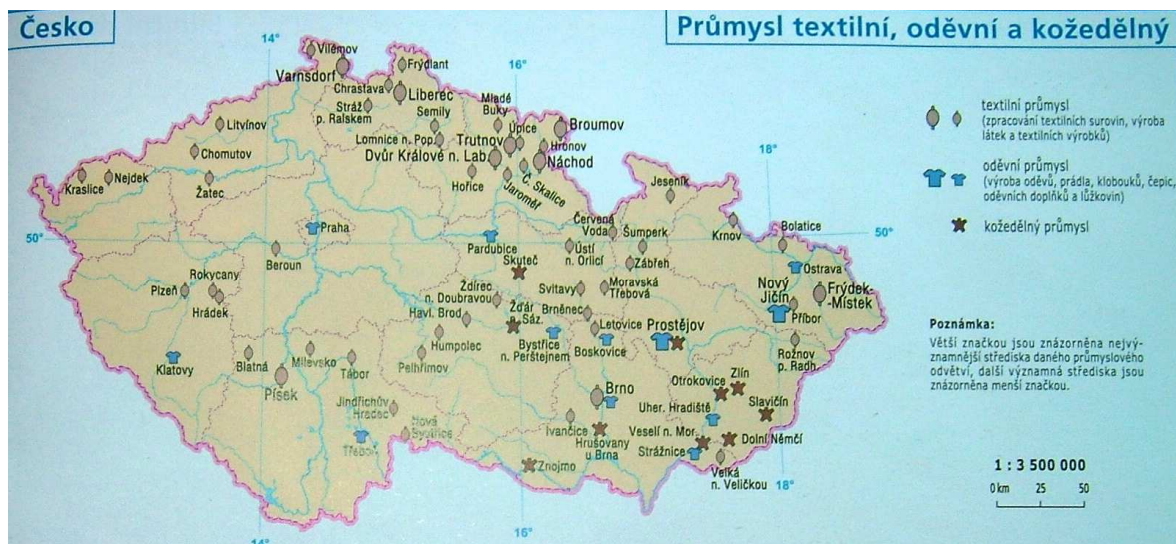 Česko
Průmysl textilní, oděvní a kožedělný
14°
16°
18°
50°
50°
14°
16°
18°
Vilémov
Varnsdorf
Frýdlant
Chrastava
Liberec
Stráž
p. Ralskem
Semily
Lomnice n. Pop.
Mladé
Buky
Úpice
Trutnov
Broumov
Hronov
Dvůr Králové n. Lab.
Náchod
Hořice
Jaroměř
Č. Skalice
Litvínov
Chomutov
Kraslice
Nejdek
Žatec
Praha
Beroun
Rokycany
Plzeň
Hrádek
Klatovy
Blatná
Písek
Milevsko
Tábor
Jindřichův
Hradec
Nová
Bystřice
Třeboň
Pelhřimov
Humpolec
Havl. Brod
Ždírec
n. Doubravou
Žďár
n. Sáz.
Pardubice
Skuteč
Ústí
n. Orlicí
Červená
Voda
Šumperk
Jeseník
Zábřeh
Moravská
Třebová
Svitavy
Brněnec
Letovice
Bystřice
n. Perštejnem
Boskovice
Prostějov
Brno
Ivančice
Hrušovany
u Brna
Znojmo
Krnov
Bolatice
Ostrava
Nový
Jičín
Příbor
Frýdek-
-Místek
Rožnov
p. Radh.
Zlín
Otrokovice
Slavičín
Uher. Hradiště
Veselí n. Mor.
Dolní Němčí
Strážnice
Velká
n. Veličkou
textilní průmysl
(zpracování textilních surovin, výroba
látek a textilních výrobků)
oděvní průmysl
(výroba oděvů, prádla, klobouků, čepic,
oděvních doplňků a lůžkovin)
kožedělný průmysl
Poznámka:
Větší značkou jsou znázorněna nejvý-
znamnější střediska daného průmyslového
odvětví, další významná střediska jsou
znázorněna menší značkou.
1 : 3 500 000
0 km 25 50